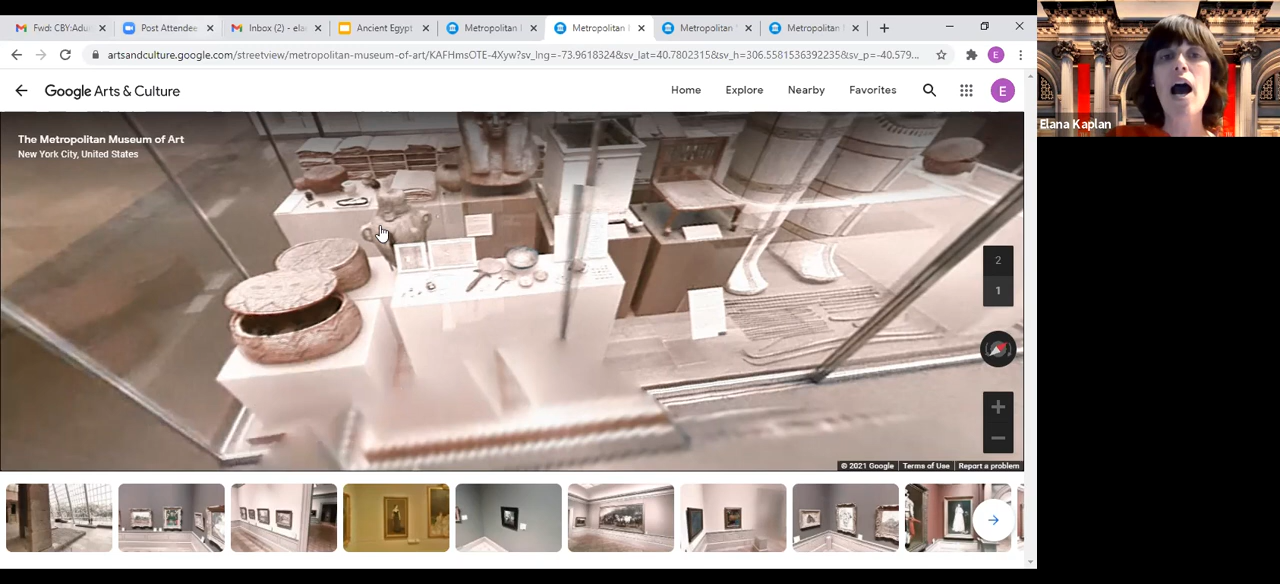 Fwd: CBY:Adu
Post Attendee
Inbox (2) - ela
Ancient Egypt
Metropolitan
Metropolitan
Metropolitan
Metropolitan
artsandculture.google.com/streetview/metropolitan-museum-of-art/KAFHmsOTE-4Xyw?sv_lng=-73.9618324&sv_lat=40.7802315&sv_h=306.5581536392235&sv_p=-40.579...
E
Google Arts & Culture
Home
Explore
Nearby
Favorites
E
Elana Kaplan
The Metropolitan Museum of Art
New York City, United States
2
1
© 2021 Google
Terms of Use
Report a problem